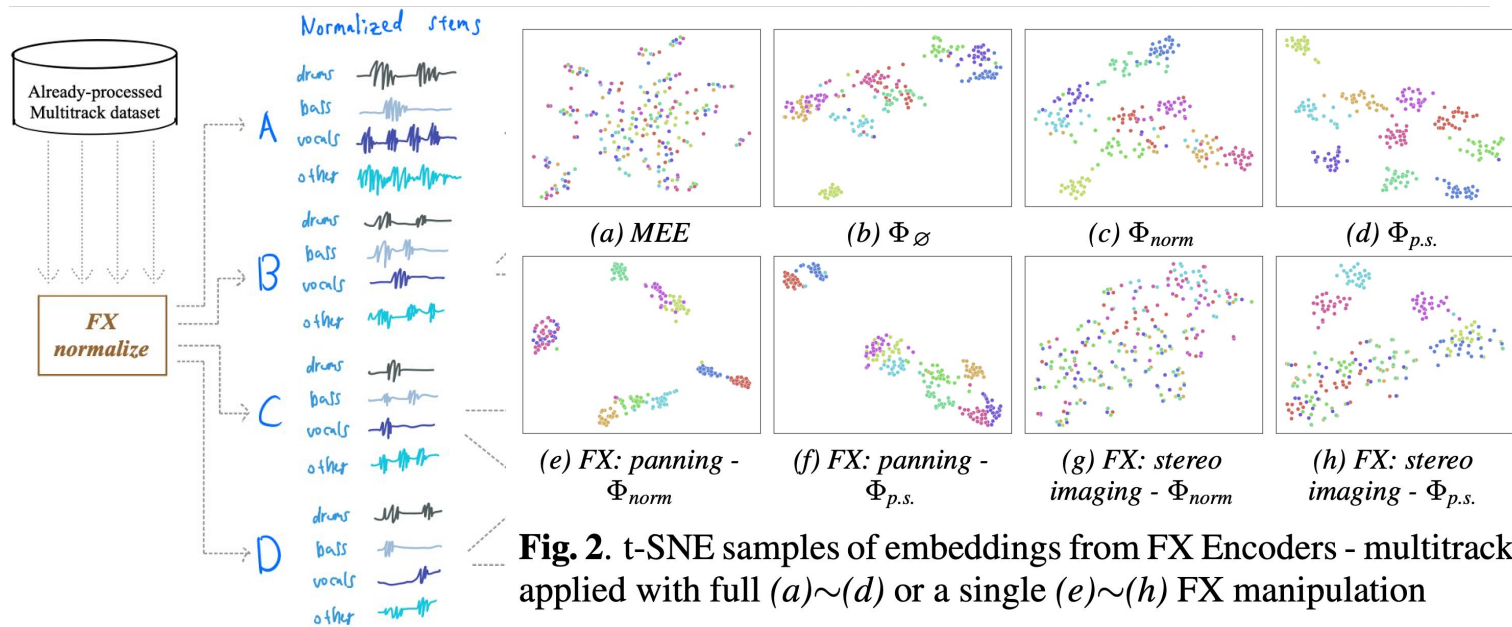 Normalized stems
Already-processed
Multitrack dataset
FX
normalize
A
drums
bass
vocals
other
B
drums
bass
vocals
other
C
drums
bass
vocals
other
D
drums
bass
vocals
other
(a) MEE
(b) Φ∅
(c) Φnorm
(d) Φp.s.
(e) FX: panning -
Φnorm
(f) FX: panning -
Φp.s.
(g) FX: stereo
imaging - Φnorm
(h) FX: stereo
imaging - Φp.s.
Fig. 2. t-SNE samples of embeddings from FX Encoders - multitrack
applied with full (a)~(d) or a single (e)~(h) FX manipulation